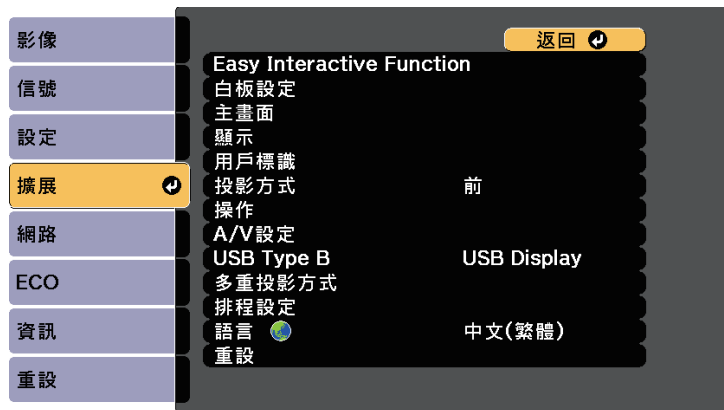 影像
信號
設定
擴展
網路
ECO
資訊
重設
返回
Easy Interactive Function
白板設定
主畫面
顯示
用戶標識
投影方式 前
操作
A/V設定
USB Type B USB Display
多重投影方式
排程設定
語言 中文(繁體)
重設